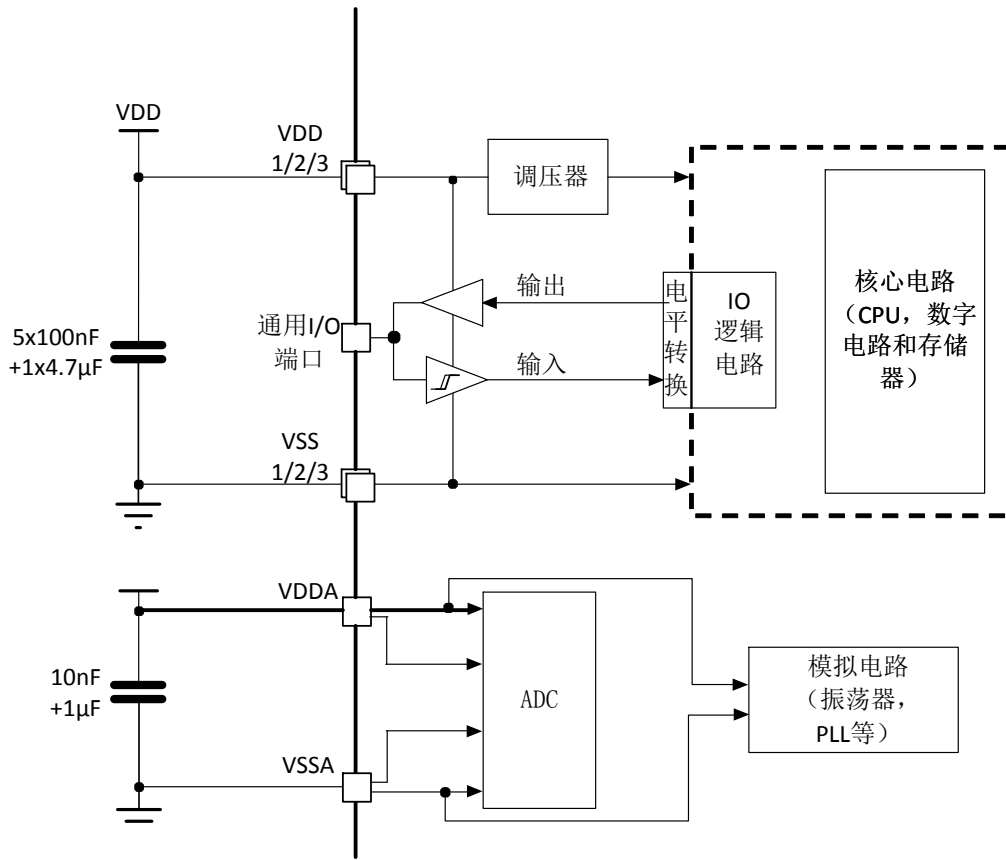 VDD
VDD
1/2/3
调压器
5x100nF
+1x4.7µF
通用I/O
端口
输出
输入
电
平
转
换
IO
逻辑
电路
核心电路
（CPU，数字
电路和存储
器）
VSS
1/2/3
VDDA
10nF
+1µF
ADC
模拟电路
（振荡器，
PLL等）
VSSA